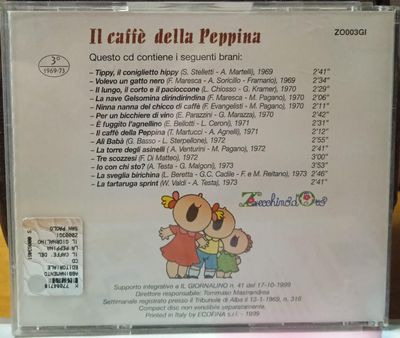 Il caffè della Peppina
ZO003GI
3°
1969-73
Questo cd contiene i seguenti brani:
– Tippy, il coniglietto hippy (S. Stelletti - A. Martelli), 1969 2'41"
– Volevo un gatto nero (F. Maresca - A. Soricillo - Framario), 1969 2'34"
– Il lungo, il corto e il pacioccone (L. Chiosso - G. Kramer), 1970 2'29"
– La nave Gelsomina dirindirindina (F. Maresca - M. Pagano), 1970 2'06"
– Ninna nanna del chicco di caffè (F. Evangelisti - M. Pagano), 1970 2'11"
– Per un bicchiere di vino (E. Parazzini - G. Marazza), 1970 2'42"
– È fuggito l'agnellino (E. Bellotti - L. Ceroni), 1971 2'31"
– Il caffè della Peppina (T. Martucci - A. Agnelli), 1971 2'12"
– Ali Babà (G. Basso - L. Sperpellone), 1972 2'55"
– La torre degli asinelli (A. Venturini - M. Pagano), 1972 2'41"
– Tre scozzesi (F. Di Matteo), 1972 3'00"
– Io con chi sto? (A. Testa - G. Malgoni), 1973 3'53"
– La sveglia birichina (L. Beretta - G.C. Cadile - F. e M. Reitano), 1973 2'46"
– La tartaruga sprint (W. Valdi - A. Testa), 1973 2'41"
Zecchino d'Oro
Supporto integrativo a IL GIORNALINO n. 41 del 17-10-1999
Direttore responsabile: Tommaso Mastrandrea
Settimanale registrato presso il Tribunale di Alba il 13-1-1969, n. 316
Compact disc non vendibile separatamente.
Printed in Italy by ECOFINA s.r.l. - 1999